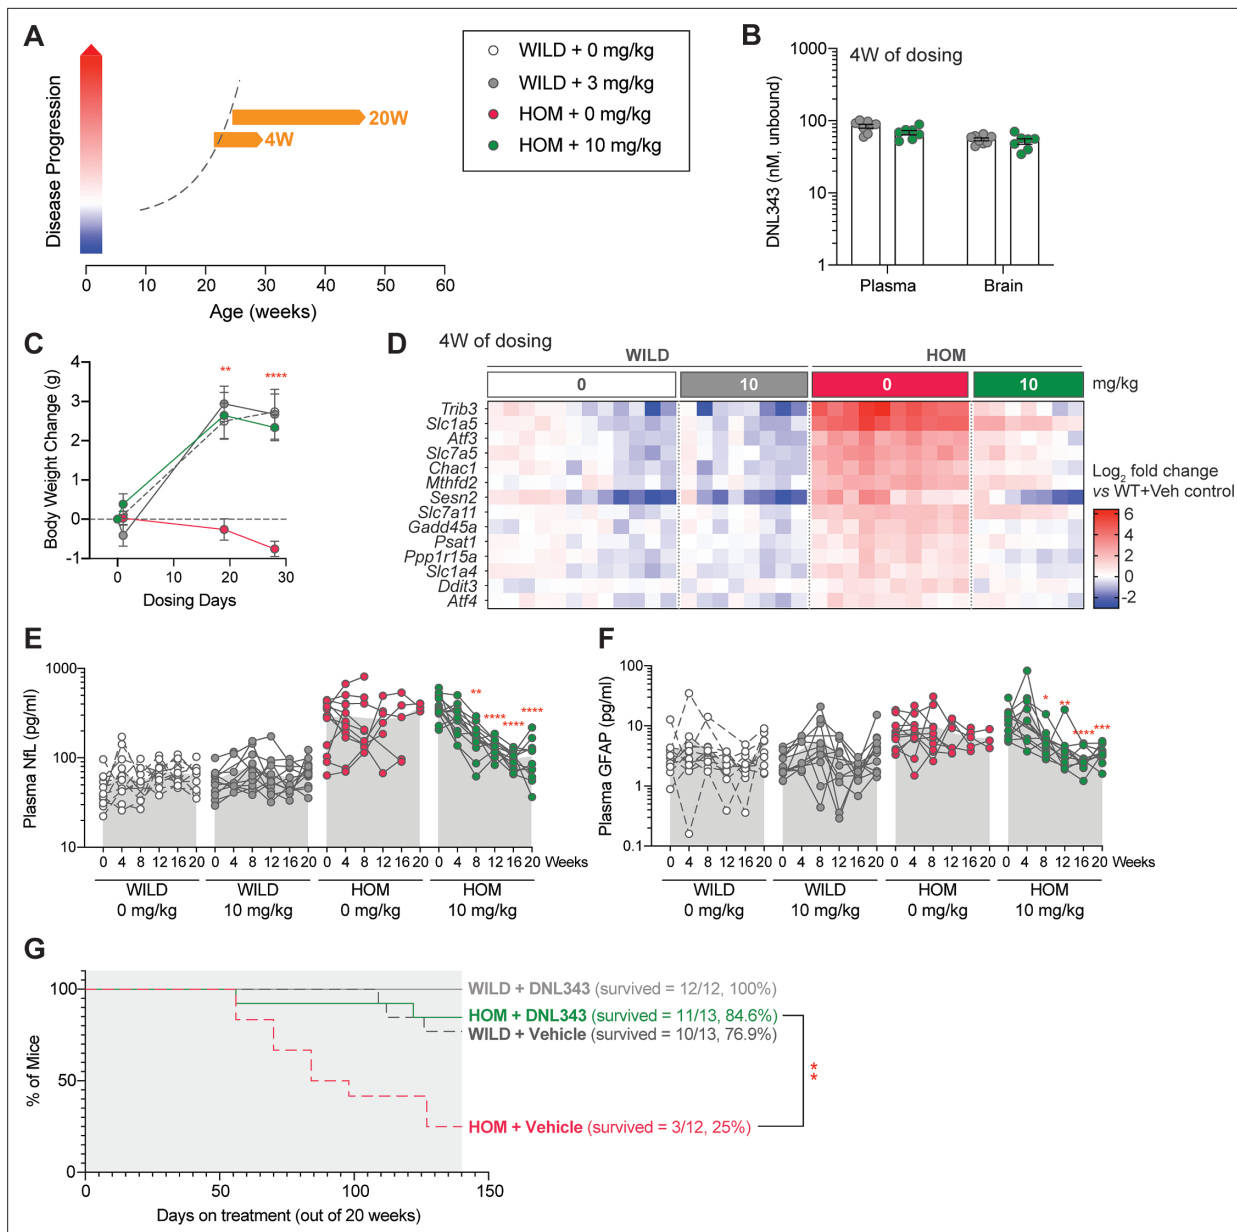 A
Disease Progression
20W
4W
0 10 20 30 40 50 60
Age (weeks)
WILD + 0 mg/kg
WILD + 3 mg/kg
HOM + 0 mg/kg
HOM + 10 mg/kg
B
4W of dosing
DNL343 (nM, unbound)
1000
100
10
1
Plasma Brain
C
Body Weight Change (g)
4
3
2
1
0
-1
** ****
0 10 20 30
Dosing Days
D
4W of dosing
WILD HOM
0 10 0 10 mg/kg
Trib3
Slc1a5
Atf3
Slc7a5
Chac1
Mthfd2
Sesn2
Slc7a11
Gadd45a
Psat1
Ppp1r15a
Slc1a4
Ddit3
Atf4
Log2 fold change
vs WT+Veh control
6
4
2
0
-2
E
Plasma NfL (pg/ml)
1000
100
10
** **** **** ****
0 4 8 12 16 20 0 4 8 12 16 20 0 4 8 12 16 20 0 4 8 12 16 20 Weeks
WILD WILD HOM HOM
0 mg/kg 10 mg/kg 0 mg/kg 10 mg/kg
F
Plasma GFAP (pg/ml)
100
10
1
0.1
* ** **** ***
0 4 8 12 16 20 0 4 8 12 16 20 0 4 8 12 16 20 0 4 8 12 16 20 Weeks
WILD WILD HOM HOM
0 mg/kg 10 mg/kg 0 mg/kg 10 mg/kg
G
% of Mice
100
50
0
WILD + DNL343 (survived = 12/12, 100%)
HOM + DNL343 (survived = 11/13, 84.6%)
WILD + Vehicle (survived = 10/13, 76.9%)
HOM + Vehicle (survived = 3/12, 25%)
**
0 50 100 150
Days on treatment (out of 20 weeks)